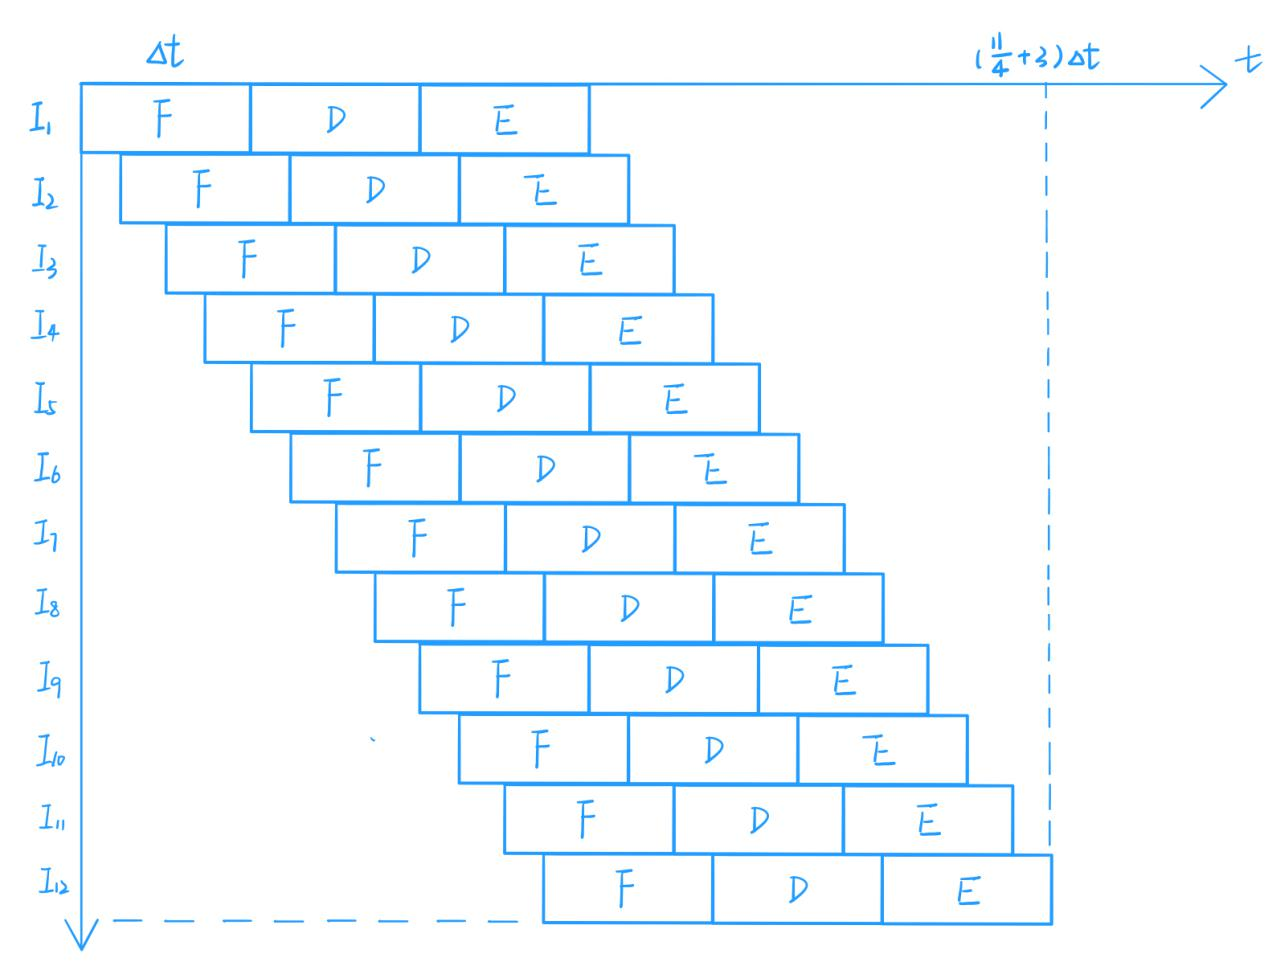 Δt
(11/4+3)Δt
t
I1 F D E
I2 F D E
I3 F D E
I4 F D E
I5 F D E
I6 F D E
I7 F D E
I8 F D E
I9 F D E
I10 F D E
I11 F D E
I12 F D E